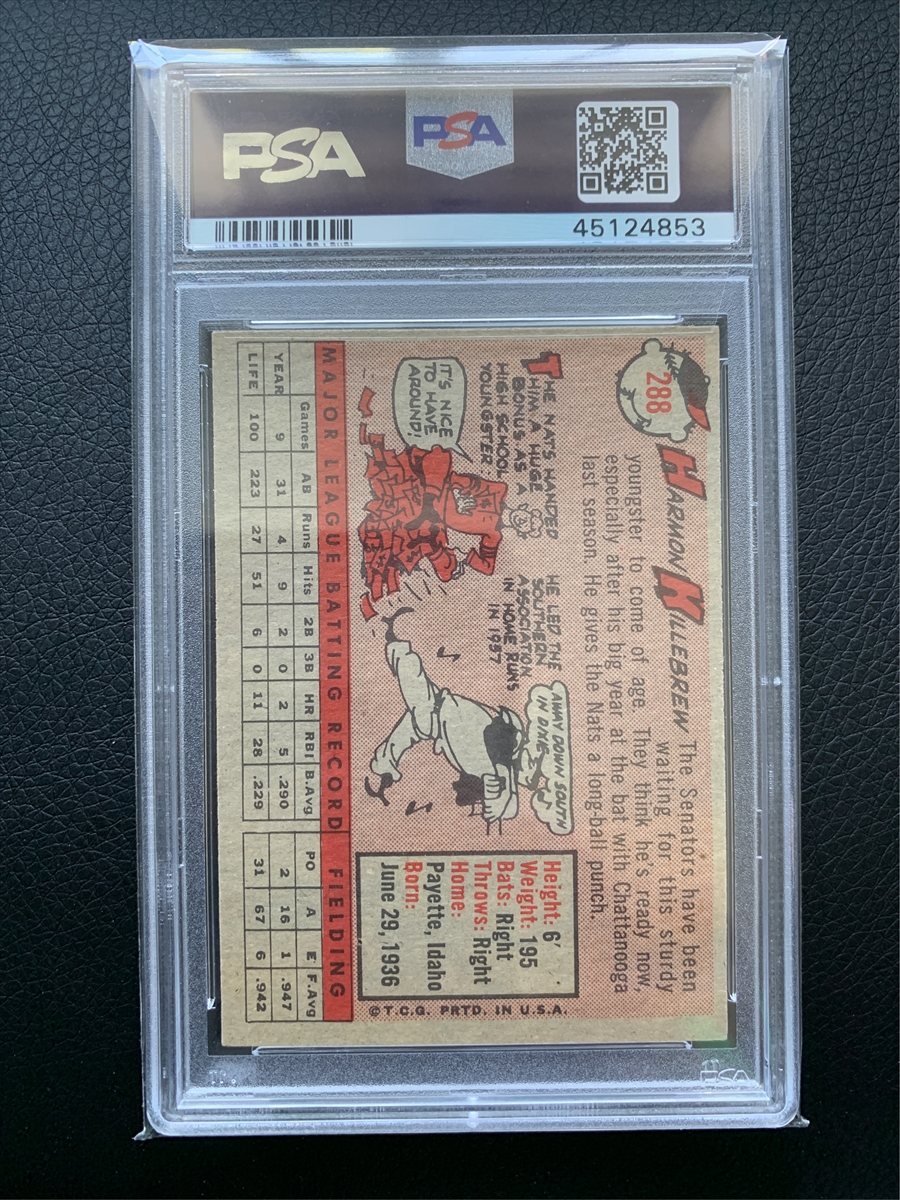 PSA
PSA
45124853
288
HARMON KILLEBREW The Senators have been
waiting for this sturdy
youngster to come of age. They think he's ready now,
especially after his big year at the bat with Chattanooga
last season. He gives the Nats a long-ball punch.
THE NATS HANDED
HIM A HUGE
BONUS AS A
HIGH SCHOOL
YOUNGSTER.
IT'S NICE
TO HAVE
AROUND!
HE LED THE
SOUTHERN
ASSOCIATION
IN HOME RUNS
IN 1957
AWAY DOWN SOUTH
IN DIXIE
Height: 6'
Weight: 195
Bats: Right
Throws: Right
Home:
Payette, Idaho
Born:
June 29, 1936
©T.C.G. PRTD. IN U.S.A.
MAJOR LEAGUE BATTING RECORD FIELDING
Games AB Runs Hits 2B 3B HR RBI B.Avg PO A E F.Avg
YEAR 9 31 4 9 2 0 2 5 .290 2 16 1 .947
LIFE 100 223 27 51 6 0 11 28 .229 31 67 6 .942
PSA